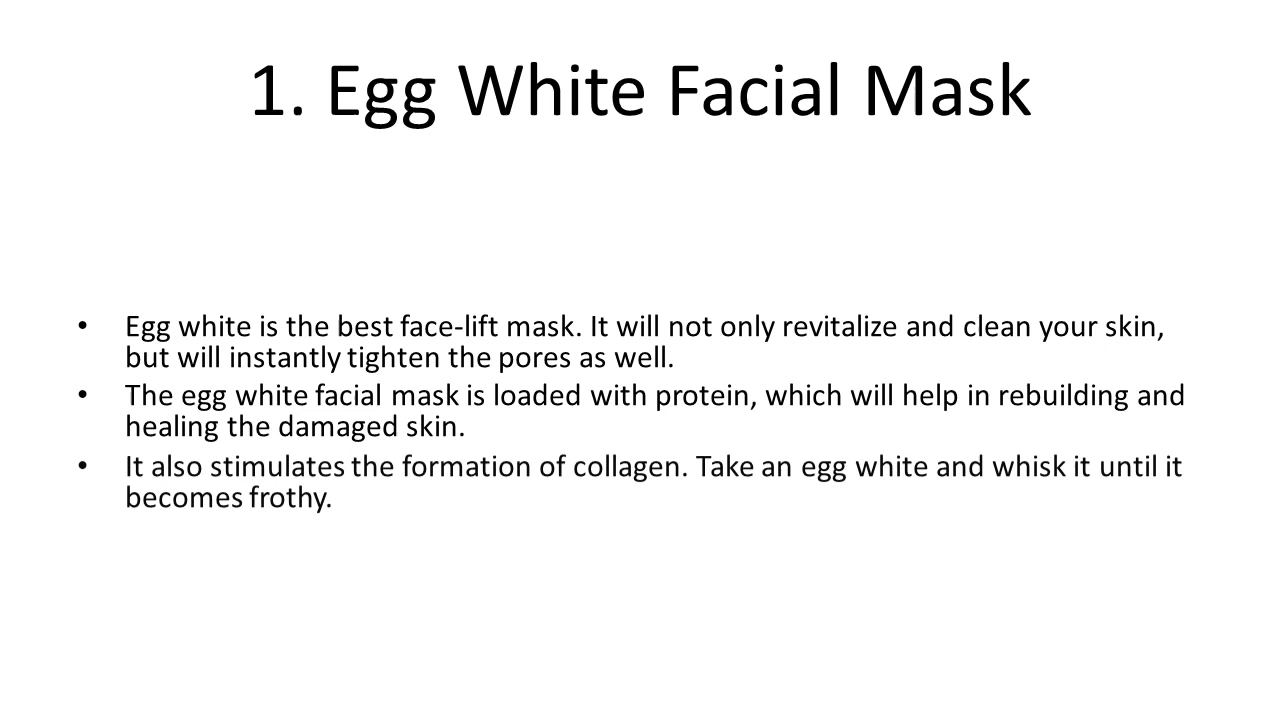 1. Egg White Facial Mask
• Egg white is the best face-lift mask. It will not only revitalize and clean your skin,
but will instantly tighten the pores as well.
• The egg white facial mask is loaded with protein, which will help in rebuilding and
healing the damaged skin.
• It also stimulates the formation of collagen. Take an egg white and whisk it until it
becomes frothy.